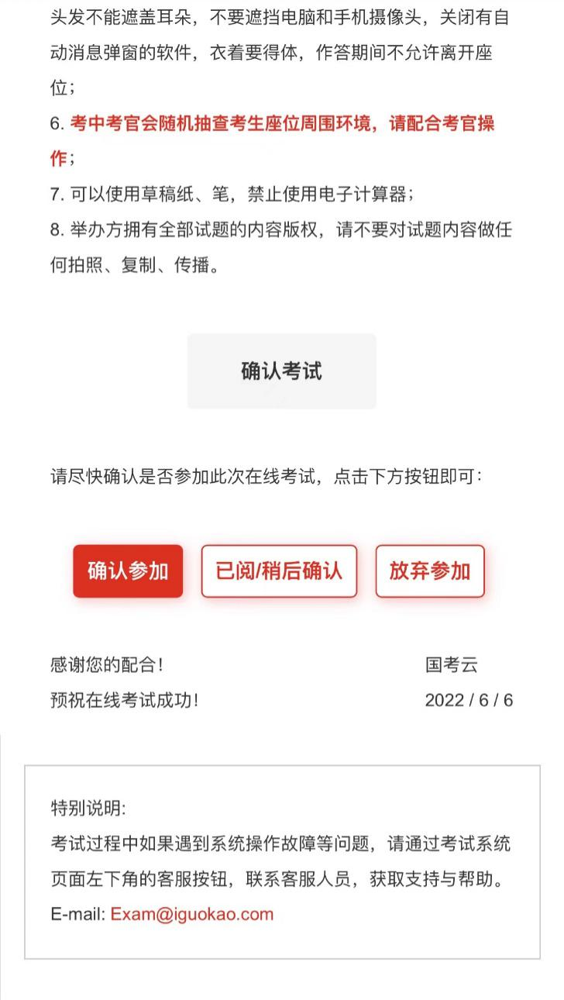 头发不能遮盖耳朵，不要遮挡电脑和手机摄像头，关闭有自
动消息弹窗的软件，衣着要得体，作答期间不允许离开座
位；
6. 考中考官会随机抽查考生座位周围环境，请配合考官操
作；
7. 可以使用草稿纸、笔，禁止使用电子计算器；
8. 举办方拥有全部试题的内容版权，请不要对试题内容做任
何拍照、复制、传播。
确认考试
请尽快确认是否参加此次在线考试，点击下方按钮即可：
确认参加 已阅/稍后确认 放弃参加
感谢您的配合！ 国考云
预祝在线考试成功！ 2022 / 6 / 6
特别说明:
考试过程中如果遇到系统操作故障等问题，请通过考试系统
页面左下角的客服按钮，联系客服人员，获取支持与帮助。
E-mail: Exam@iguokao.com